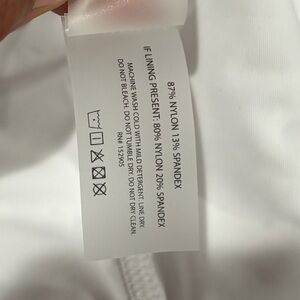 87% NYLON 13% SPANDEX
IF LINING PRESENT: 80% NYLON 20% SPANDEX
MACHINE WASH COLD WITH MILD DETERGENT. LINE DRY.
DO NOT BLEACH. DO NOT TUMBLE DRY. DO NOT DRY CLEAN.
RN# 152905